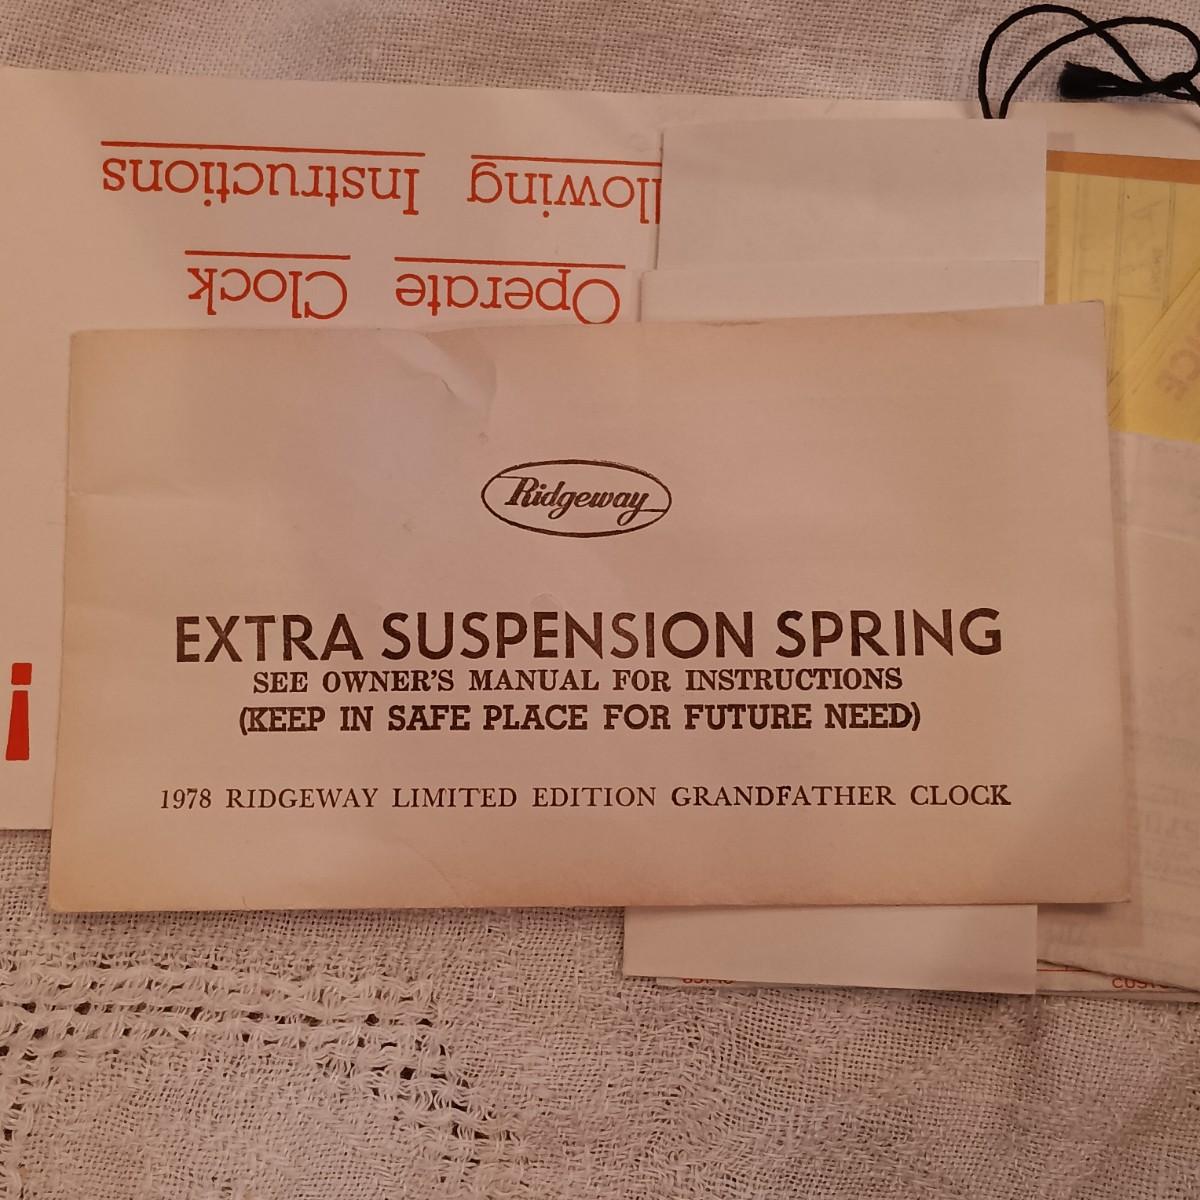 Instructions
llowing
Clock
Operate
Ridgeway
EXTRA SUSPENSION SPRING
SEE OWNER'S MANUAL FOR INSTRUCTIONS
(KEEP IN SAFE PLACE FOR FUTURE NEED)
1978 RIDGEWAY LIMITED EDITION GRANDFATHER CLOCK
!